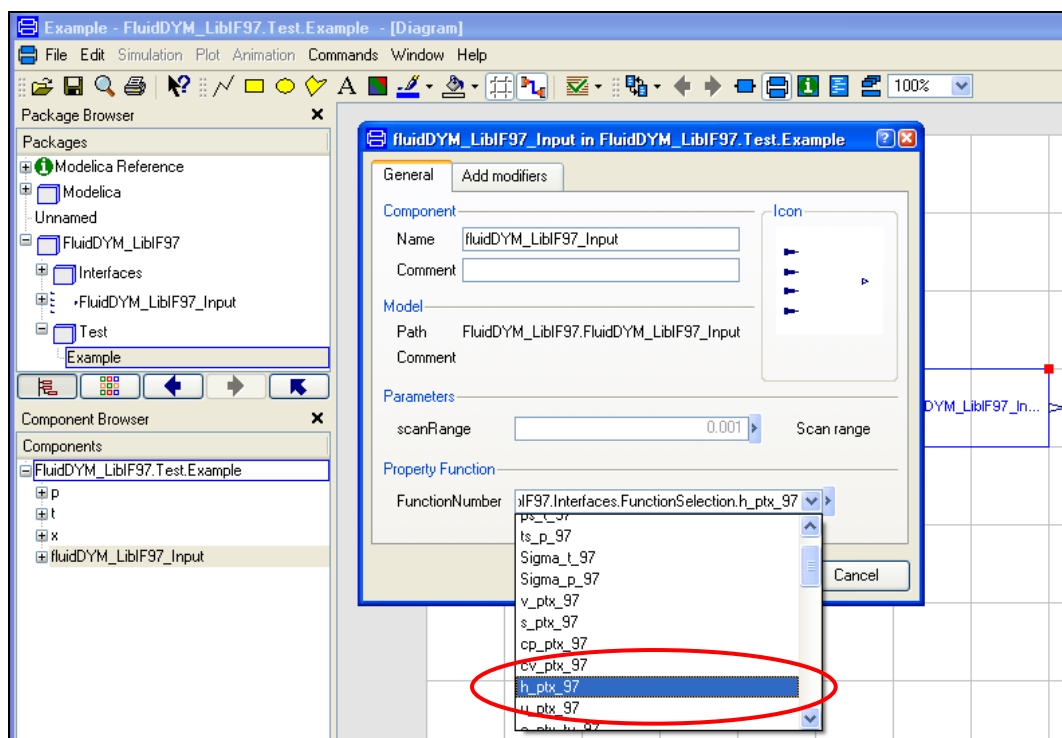 Example - FluidDYM_LibIF97.Test.Example - [Diagram]
File Edit Simulation Plot Animation Commands Window Help
A 100%
Package Browser
Packages
Modelica Reference
Modelica
Unnamed
FluidDYM_LibIF97
Interfaces
FluidDYM_LibIF97_Input
Test
Example
Component Browser
Components
FluidDYM_LibIF97.Test.Example
p
t
x
fluidDYM_LibIF97_Input
fluidDYM_LibIF97_Input in FluidDYM_LibIF97.Test.Example
General Add modifiers
Component
Name fluidDYM_LibIF97_Input
Comment
Icon
Model
Path FluidDYM_LibIF97.FluidDYM_LibIF97_Input
Comment
Parameters
scanRange 0.001 Scan range
Property Function
FunctionNumber IF97.Interfaces.FunctionSelection.h_ptx_97
ps_t_97
ts_p_97
Sigma_t_97
Sigma_p_97
v_ptx_97
s_ptx_97
cp_ptx_97
cv_ptx_97
h_ptx_97
u_ptx_97
Cancel
DYM_LibIF97_In...